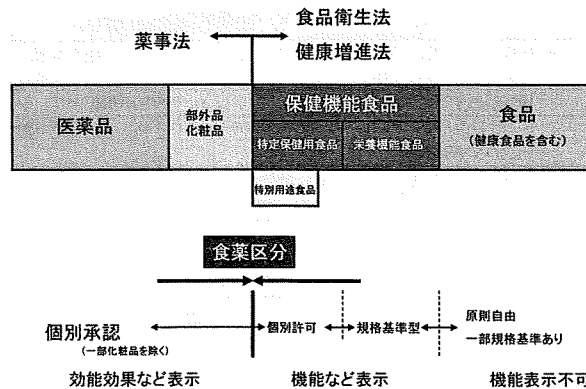 食品衛生法
薬事法
健康増進法
医薬品
部外品
化粧品
保健機能食品
特定保健用食品
栄養機能食品
食品
(健康食品を含む)
特別用途食品
食薬区分
個別承認
(一部化粧品を除く)
個別許可
規格基準型
原則自由
一部規格基準あり
効能効果など表示
機能など表示
機能表示不可